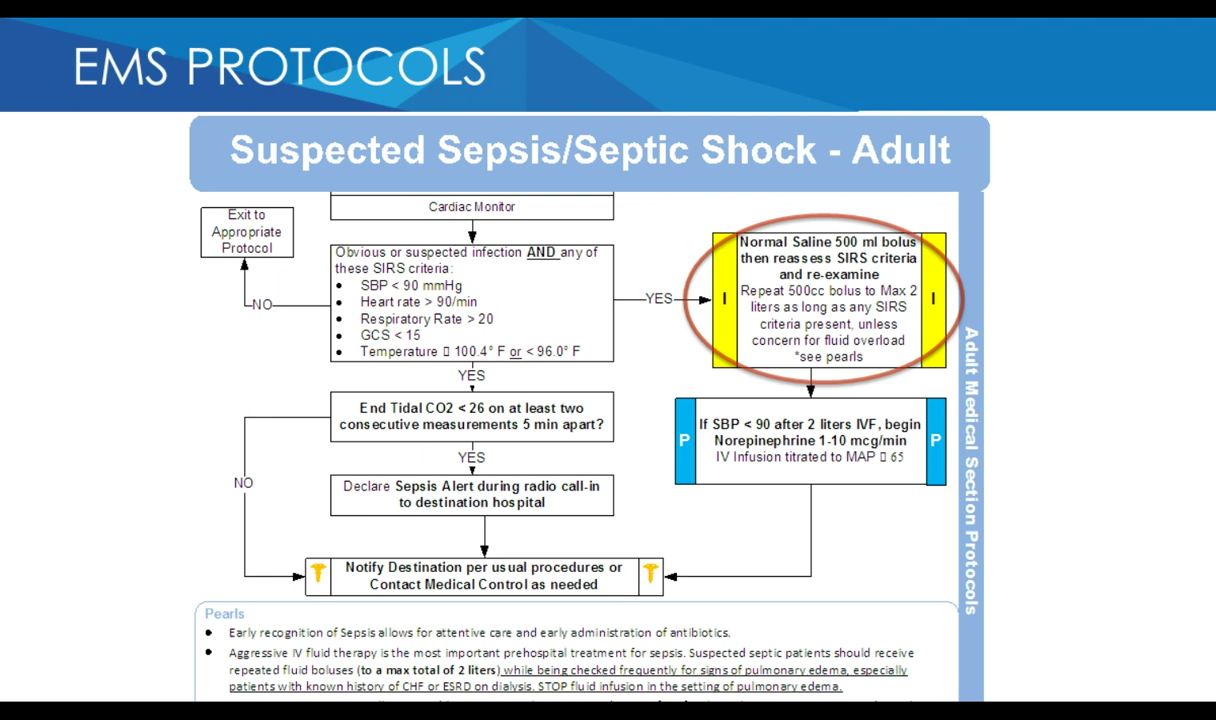 EMS PROTOCOLS
Suspected Sepsis/Septic Shock - Adult
Cardiac Monitor
Exit to
Appropriate
Protocol
Obvious or suspected infection AND any of
these SIRS criteria:
• SBP < 90 mmHg
• Heart rate > 90/min
• Respiratory Rate > 20
• GCS < 15
• Temperature ▯ 100.4° F or < 96.0° F
NO
YES
I
Normal Saline 500 ml bolus
then reassess SIRS criteria
and re-examine
Repeat 500cc bolus to Max 2
liters as long as any SIRS
criteria present, unless
concern for fluid overload
*see pearls
I
YES
End Tidal CO2 < 26 on at least two
consecutive measurements 5 min apart?
P
If SBP < 90 after 2 liters IVF, begin
Norepinephrine 1-10 mcg/min
IV Infusion titrated to MAP ▯ 65
P
YES
NO
Declare Sepsis Alert during radio call-in
to destination hospital
Notify Destination per usual procedures or
Contact Medical Control as needed
Adult Medical Section Protocols
Pearls
• Early recognition of Sepsis allows for attentive care and early administration of antibiotics.
• Aggressive IV fluid therapy is the most important prehospital treatment for sepsis. Suspected septic patients should receive
repeated fluid boluses (to a max total of 2 liters) while being checked frequently for signs of pulmonary edema, especially
patients with known history of CHF or ESRD on dialysis. STOP fluid infusion in the setting of pulmonary edema.